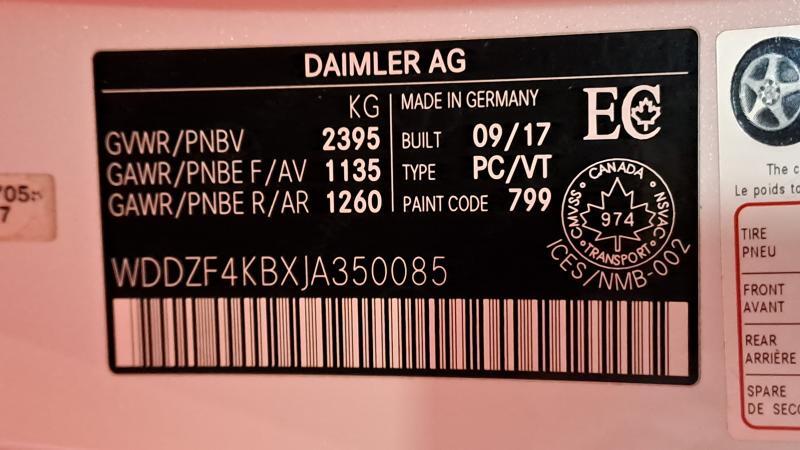 DAIMLER AG
KG
GVWR/PNBV 2395
GAWR/PNBE F/AV 1135
GAWR/PNBE R/AR 1260
MADE IN GERMANY
BUILT 09/17
TYPE PC/VT
PAINT CODE 799
EC
CANADA
CMVSS
974
NSVAC
TRANSPORT
ICES/NMB-002
WDDZF4KBXJA350085
7
The
Le poids
TIRE
PNEU
FRONT
AVANT
REAR
ARRIÈRE
SPARE
DE